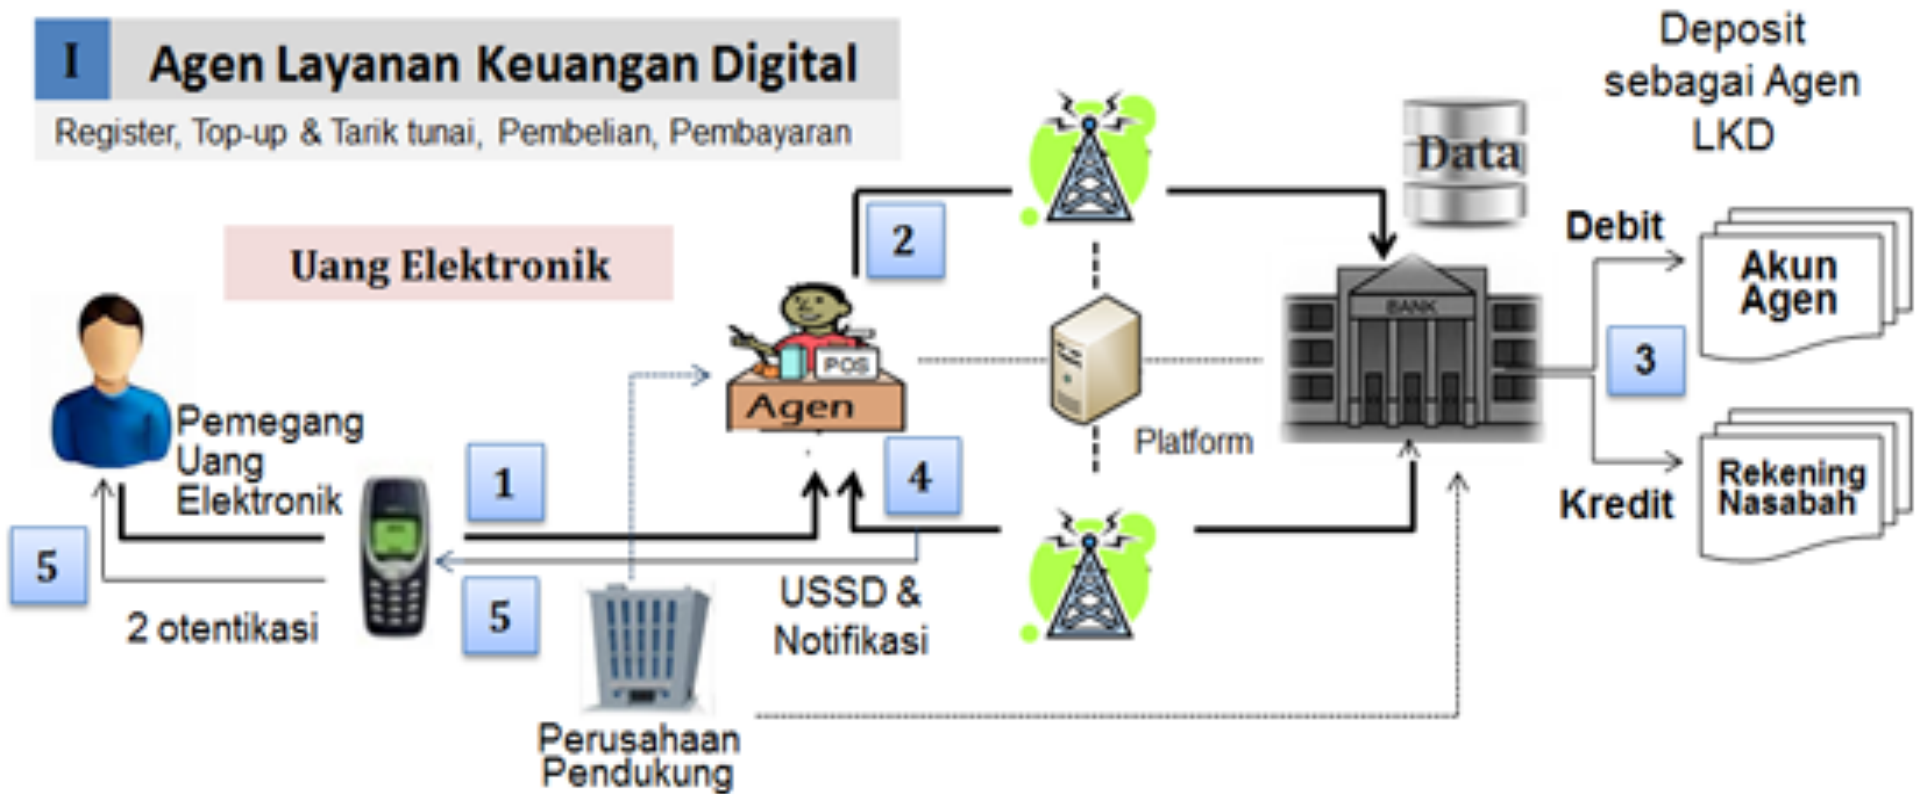 I
Agen Layanan Keuangan Digital
Register, Top-up & Tarik tunai, Pembelian, Pembayaran
Deposit
sebagai Agen
LKD
Data
Uang Elektronik
2
Debit
Akun
Agen
BANK
3
POS
Agen
Platform
Pemegang
Uang
Elektronik
1
4
Kredit
Rekening
Nasabah
5
2 otentikasi
5
USSD &
Notifikasi
Perusahaan
Pendukung